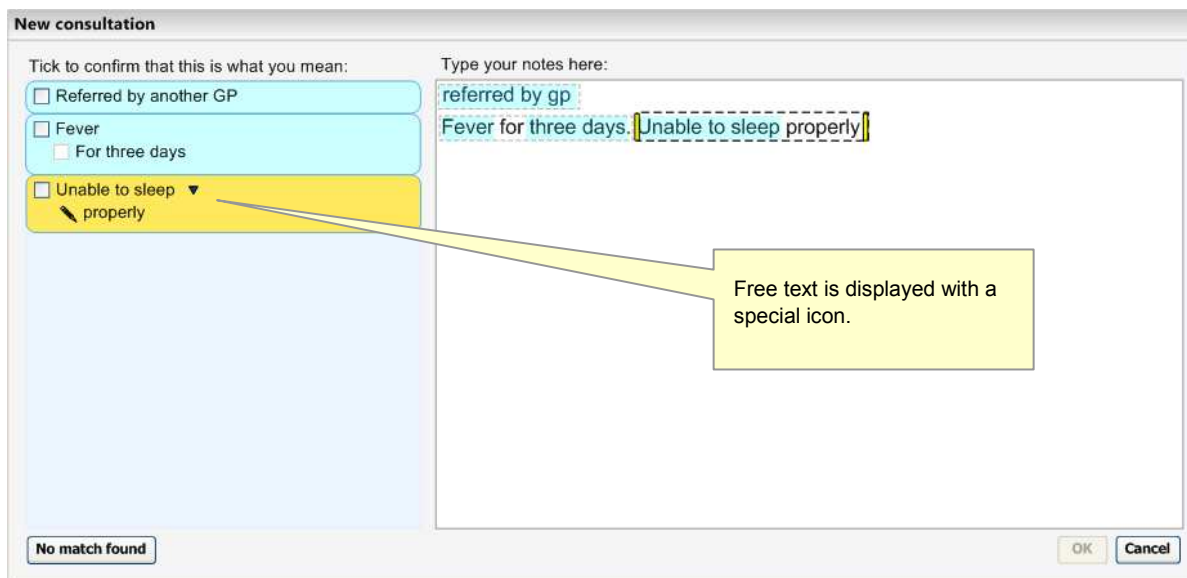 New consultation
Tick to confirm that this is what you mean:
Referred by another GP
Fever
For three days
Unable to sleep
properly
Type your notes here:
referred by gp
Fever for three days. Unable to sleep properly
Free text is displayed with a
special icon.
No match found
OK
Cancel